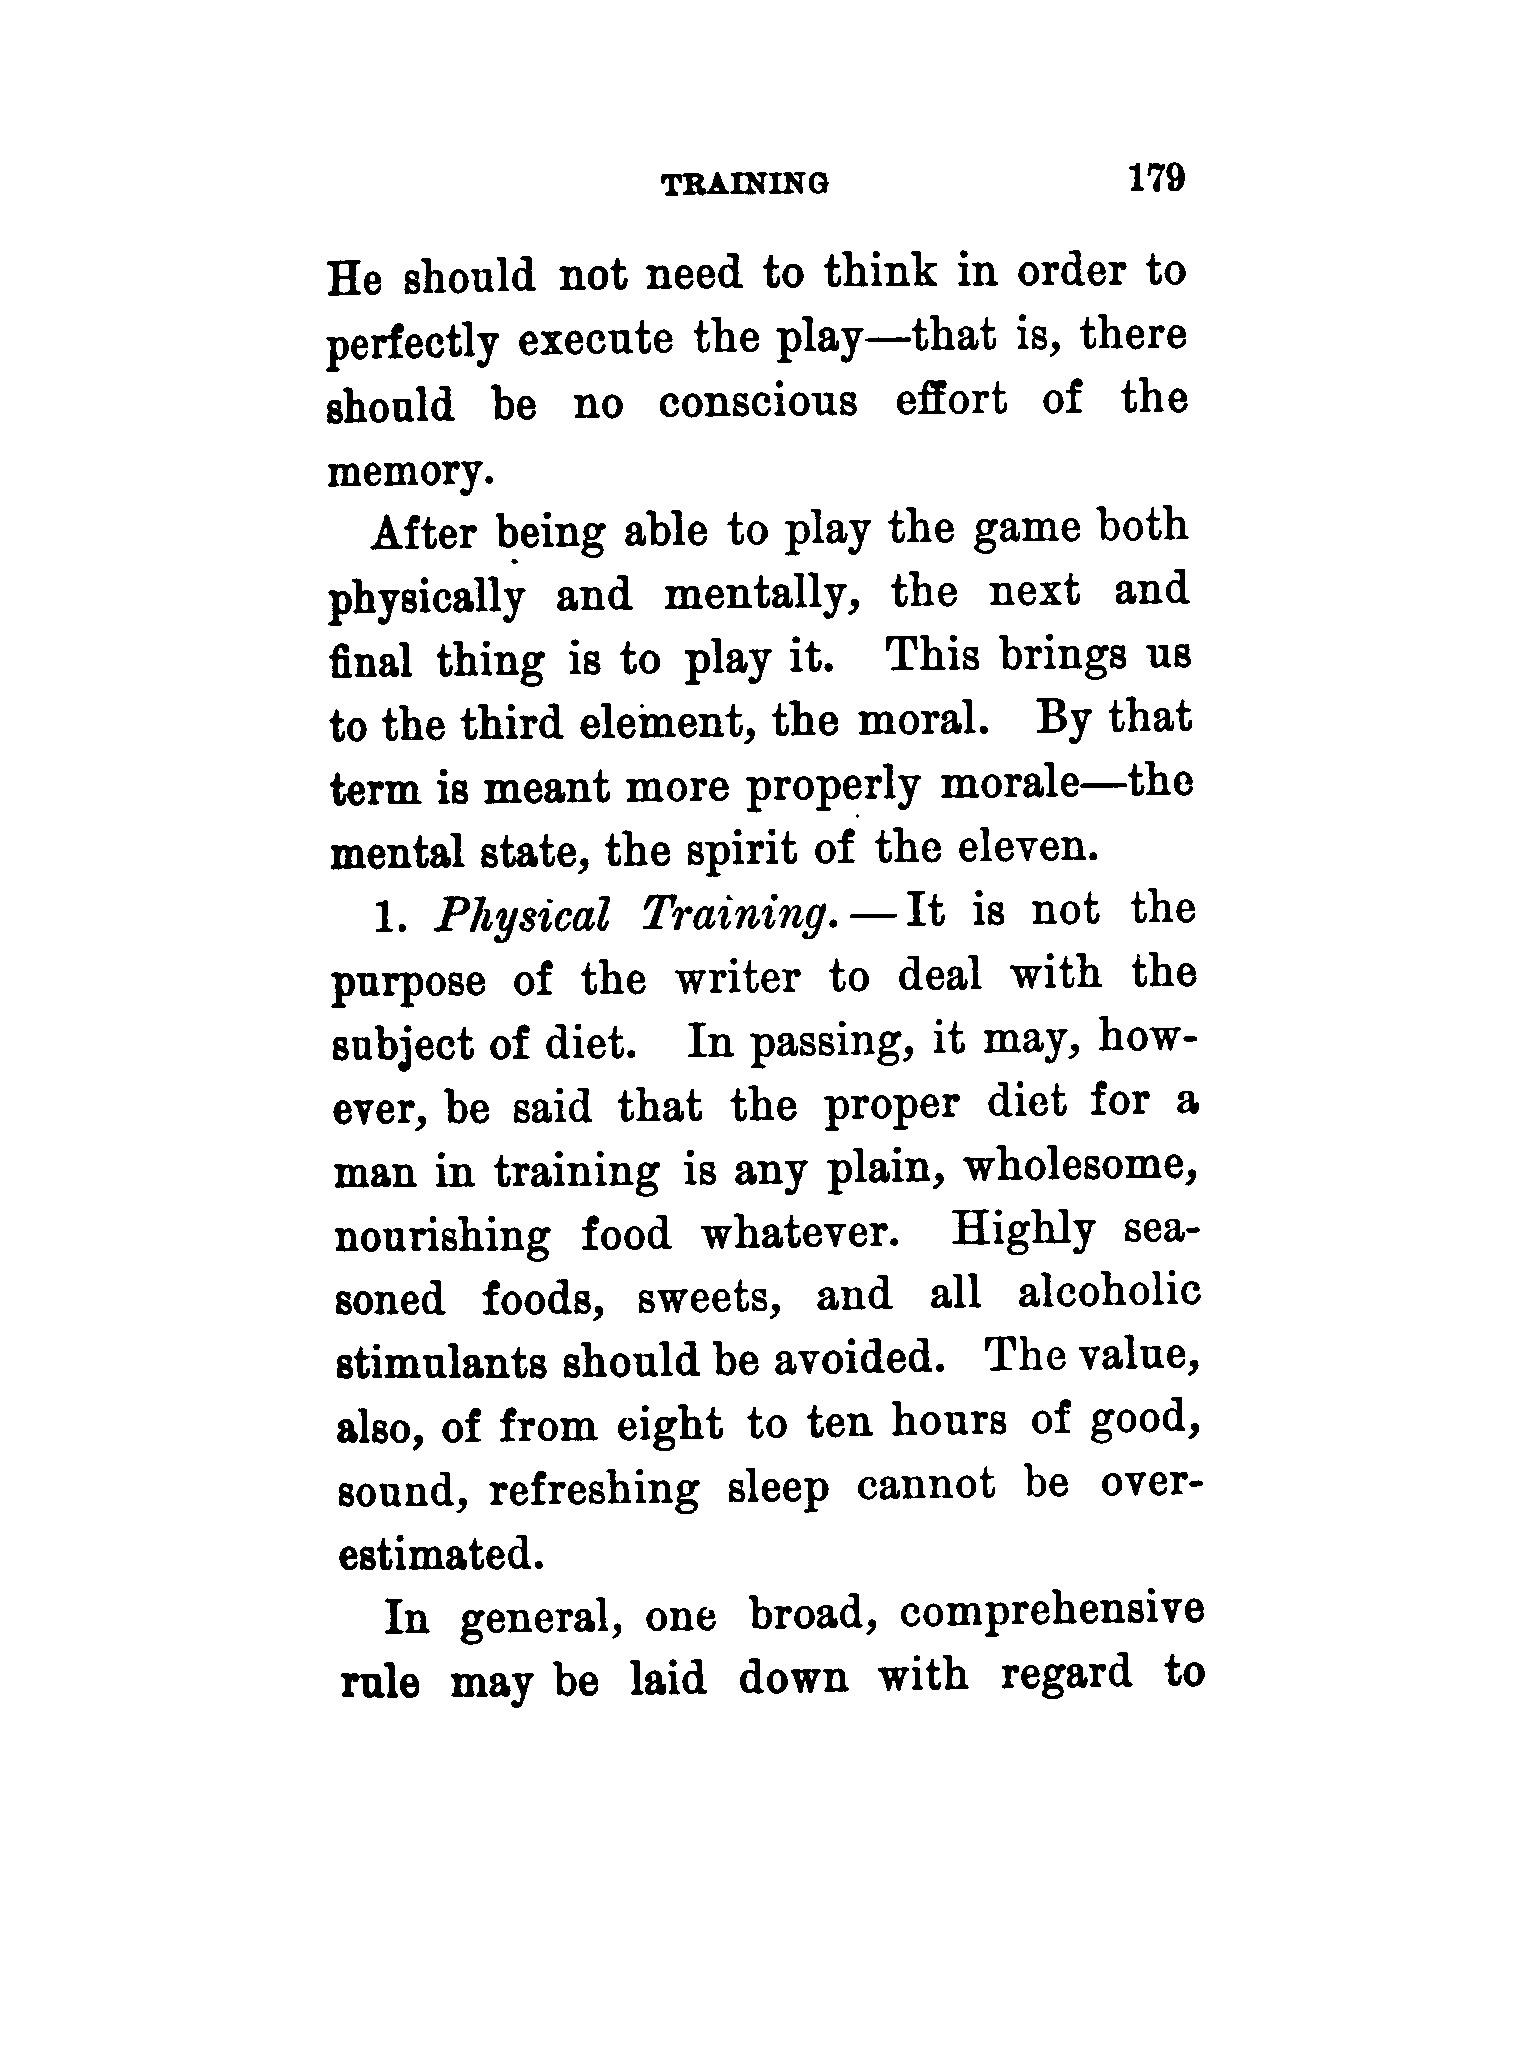 TRAINING 179
He should not need to think in order to
perfectly execute the play—that is, there
should be no conscious effort of the
memory.
After being able to play the game both
physically and mentally, the next and
final thing is to play it. This brings us
to the third element, the moral. By that
term is meant more properly morale—the
mental state, the spirit of the eleven.
1. Physical Training.—It is not the
purpose of the writer to deal with the
subject of diet. In passing, it may, how-
ever, be said that the proper diet for a
man in training is any plain, wholesome,
nourishing food whatever. Highly sea-
soned foods, sweets, and all alcoholic
stimulants should be avoided. The value,
also, of from eight to ten hours of good,
sound, refreshing sleep cannot be over-
estimated.
In general, one broad, comprehensive
rule may be laid down with regard to